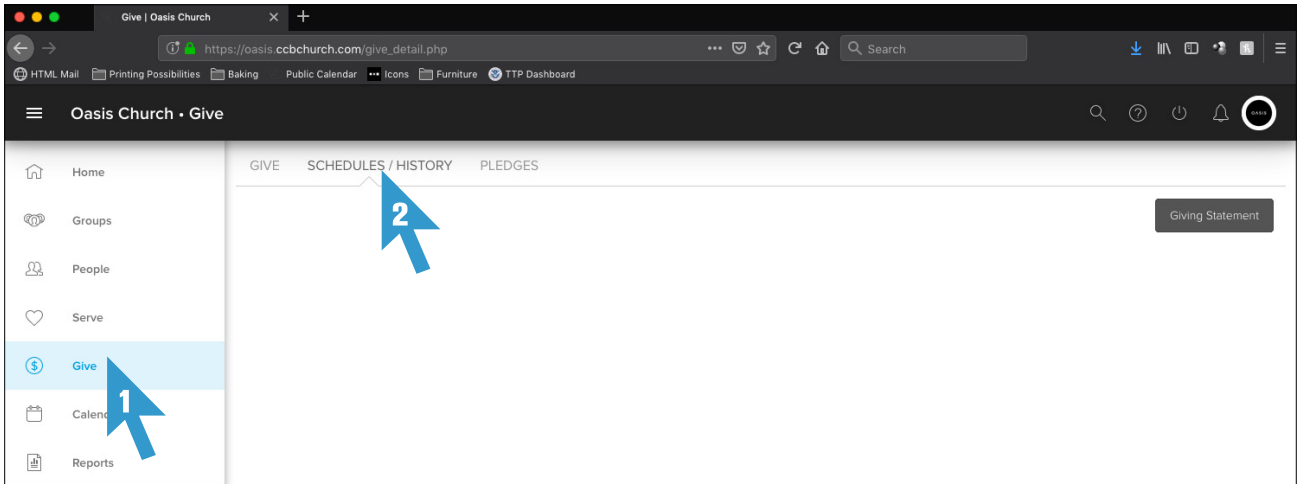 Give | Oasis Church
https://oasis.ccbchurch.com/give_detail.php
Search
HTML Mail Printing Possibilities Baking Public Calendar Icons Furniture TTP Dashboard
Oasis Church • Give
OASIS
Home
Groups
People
Serve
Give
Calend
Reports
GIVE SCHEDULES / HISTORY PLEDGES
Giving Statement
1
2